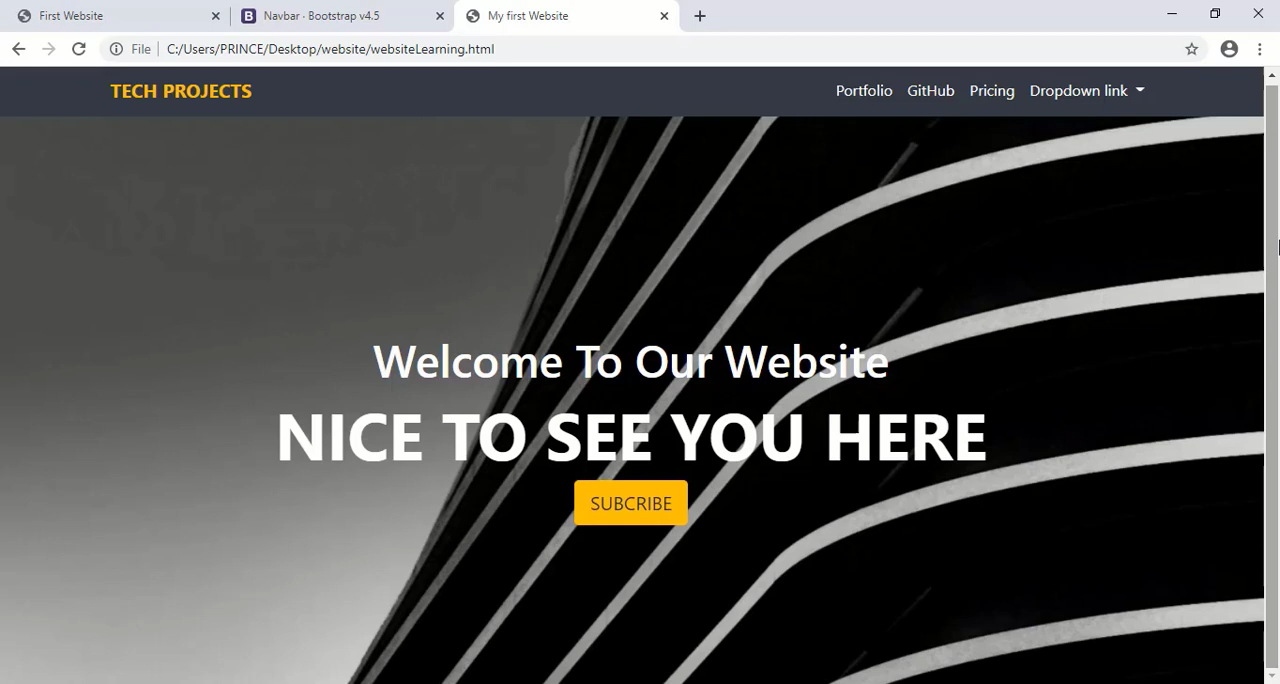 First Website
Navbar · Bootstrap v4.5
My first Website
File
C:/Users/PRINCE/Desktop/website/websiteLearning.html
TECH PROJECTS
Portfolio GitHub Pricing Dropdown link
Welcome To Our Website
NICE TO SEE YOU HERE
SUBCRIBE